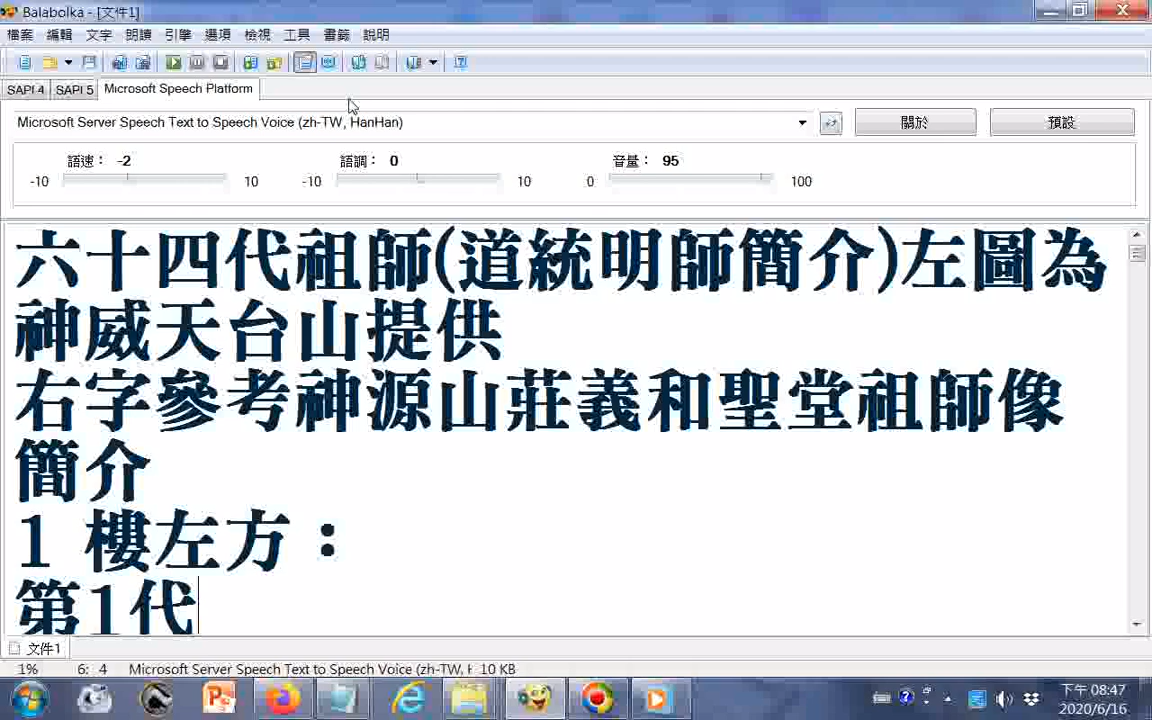 Balabolka - [文件1]
檔案 編輯 文字 朗讀 引擎 選項 檢視 工具 書籤 說明
SAPI 4 SAPI 5 Microsoft Speech Platform
Microsoft Server Speech Text to Speech Voice (zh-TW, HanHan) 關於 預設
語速： -2 語調： 0 音量： 95
-10 10 -10 10 0 100
六十四代祖師(道統明師簡介)左圖為
神威天台山提供
右字參考神源山莊義和聖堂祖師像
簡介
1 樓左方：
第1代
文件1
1% 6: 4 Microsoft Server Speech Text to Speech Voice (zh-TW, H 10 KB
下午 08:47
2020/6/16